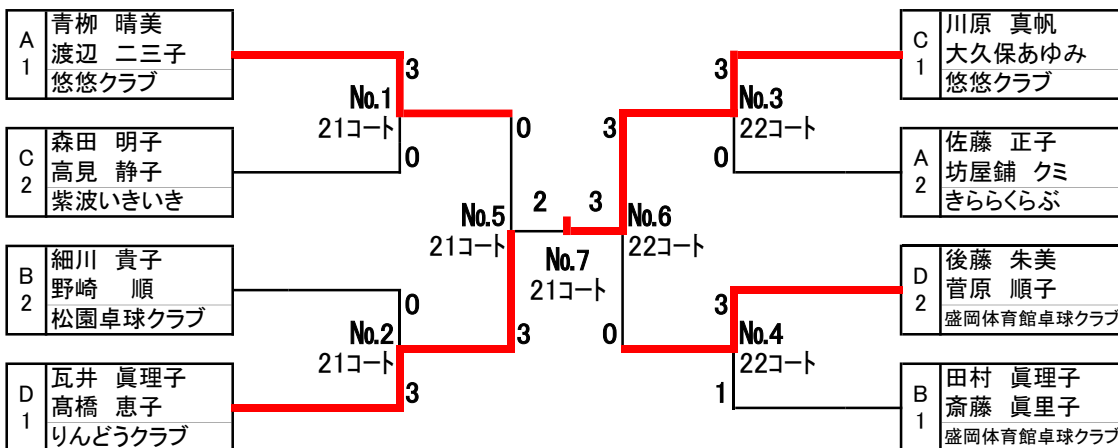 A
1
青栁 晴美
渡辺 二三子
悠悠クラブ
C
2
森田 明子
高見 静子
紫波いきいき
B
2
細川 貴子
野崎 順
松園卓球クラブ
D
1
瓦井 眞理子
髙橋 恵子
りんどうクラブ
3
No.1
21コート
0
0
No.2
21コート
3
0
No.5
21コート
3
2
3
No.7
21コート
3
No.6
22コート
0
3
No.3
22コート
0
3
No.4
22コート
1
C
1
川原 真帆
大久保あゆみ
悠悠クラブ
A
2
佐藤 正子
坊屋鋪 クミ
きららくらぶ
D
2
後藤 朱美
菅原 順子
盛岡体育館卓球クラブ
B
1
田村 眞理子
斎藤 眞里子
盛岡体育館卓球クラブ